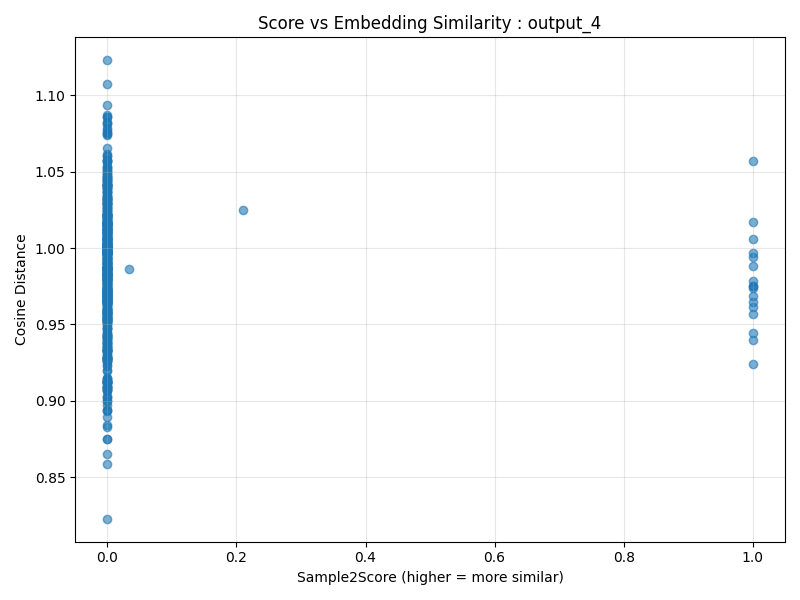 Score vs Embedding Similarity : output_4
Cosine Distance
1.10
1.05
1.00
0.95
0.90
0.85
0.0 0.2 0.4 0.6 0.8 1.0
Sample2Score (higher = more similar)